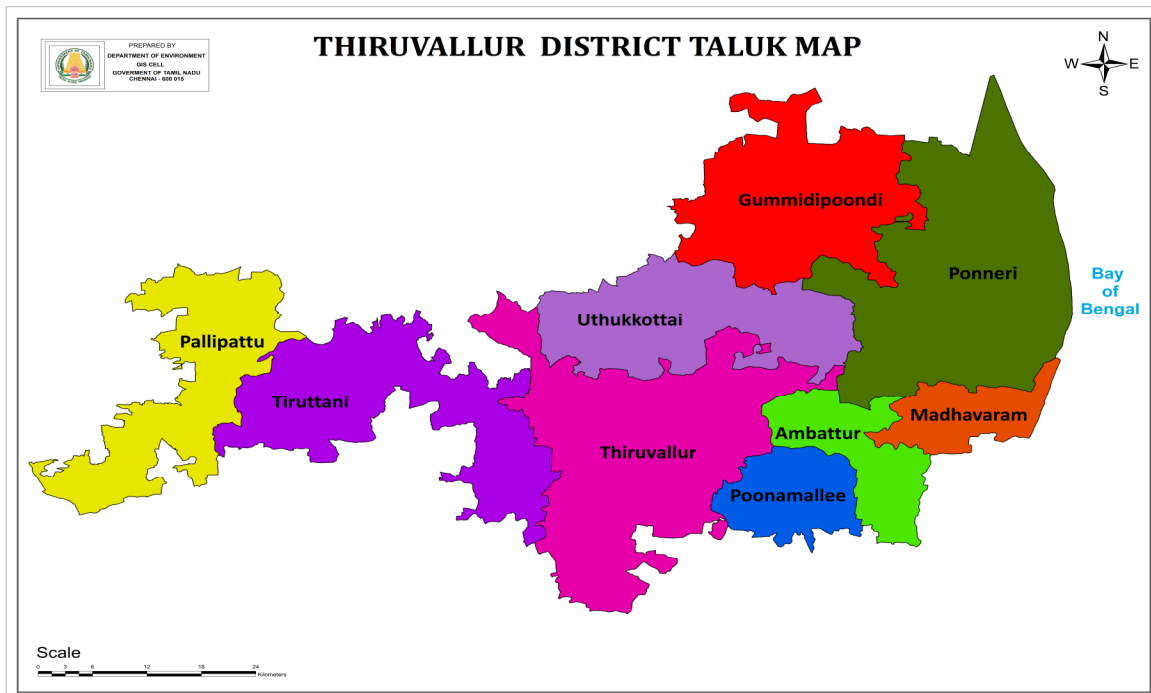 THIRUVALLUR DISTRICT TALUK MAP
PREPARED BY
DEPARTMENT OF ENVIRONMENT
GIS CELL
GOVERMENT OF TAMIL NADU
CHENNAI - 600 015
N
W E
S
Gummidipoondi
Ponneri
Bay
of
Bengal
Uthukkottai
Pallipattu
Tiruttani
Madhavaram
Ambattur
Thiruvallur
Poonamallee
Scale
0 3 6 12 18 24
Kilometers